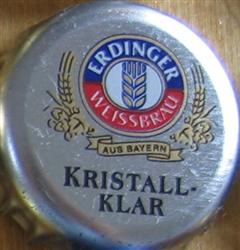 ERDINGER
WEISSBRÄU
AUS BAYERN
KRISTALL-
KLAR